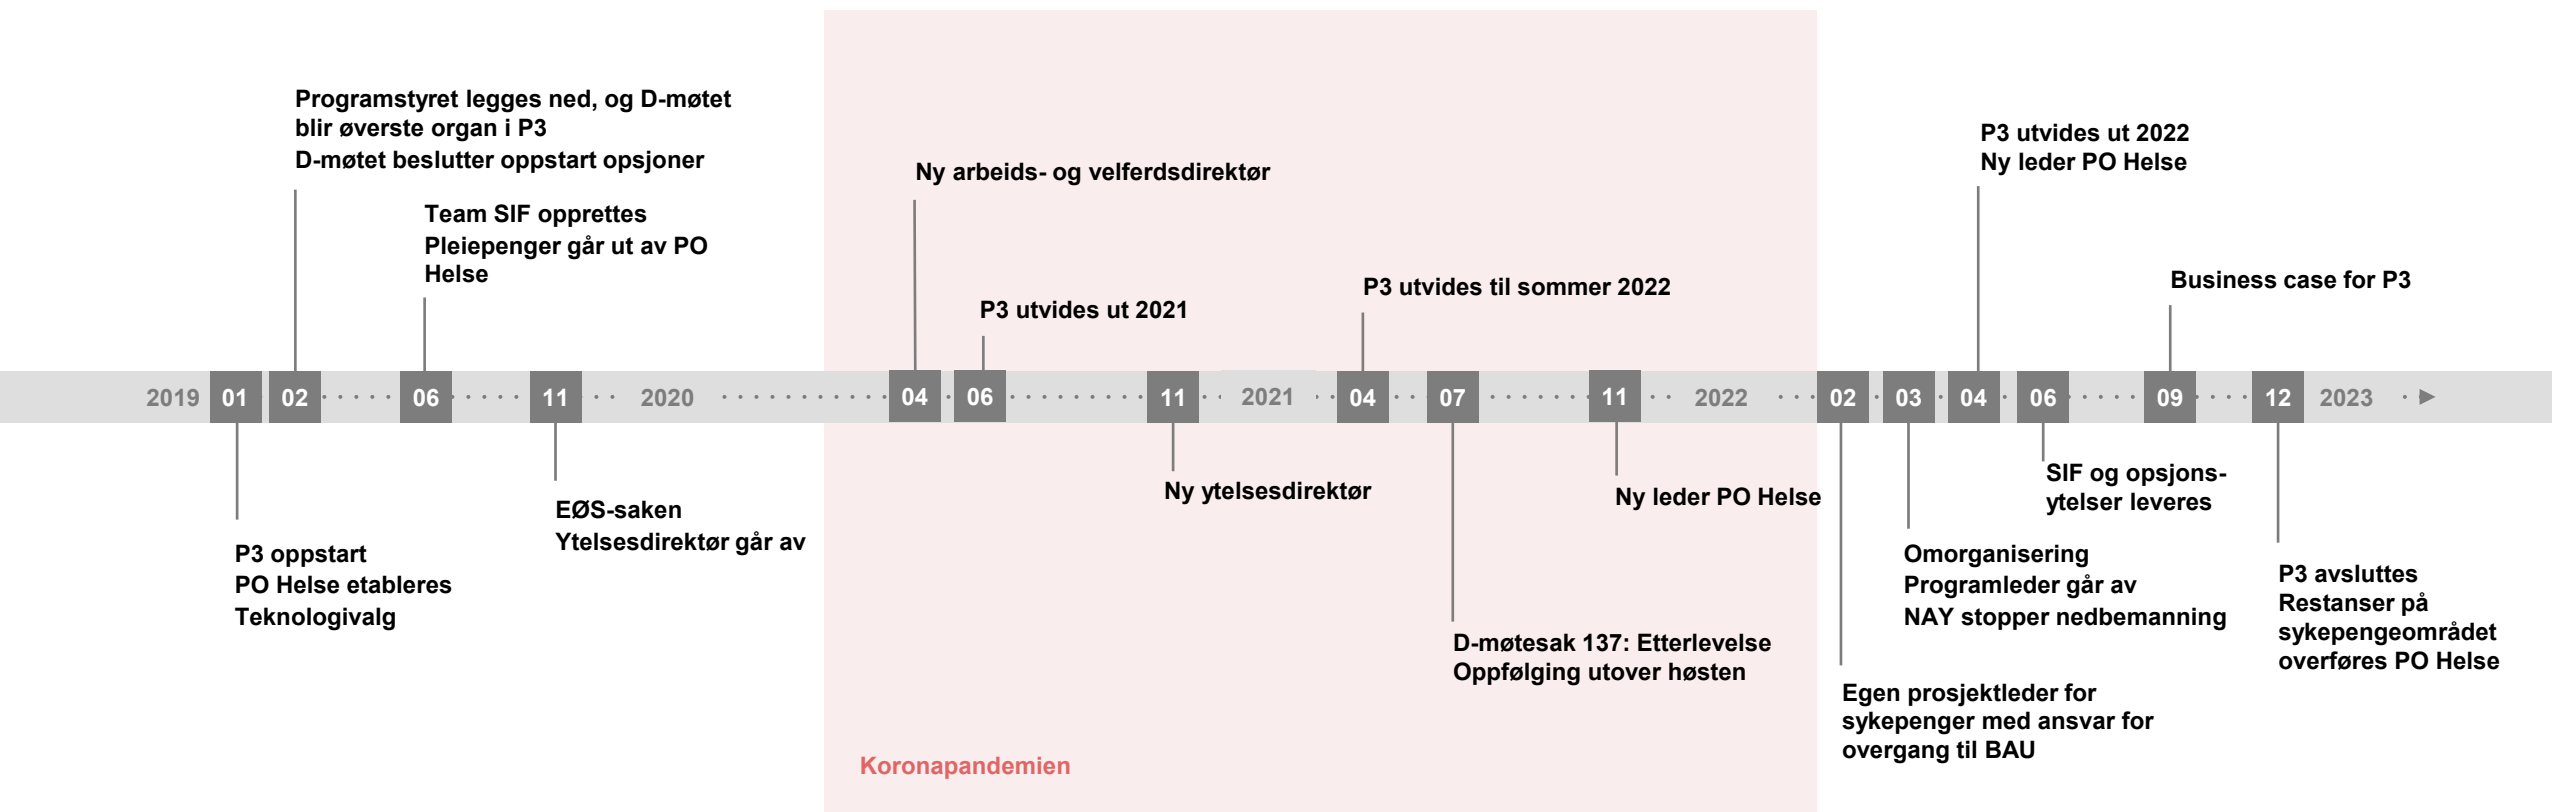 Programstyret legges ned, og D-møtet
blir øverste organ i P3
D-møtet beslutter oppstart opsjoner
Team SIF opprettes
Pleiepenger går ut av PO
Helse
Ny arbeids- og velferdsdirektør
P3 utvides ut 2021
P3 utvides til sommer 2022
P3 utvides ut 2022
Ny leder PO Helse
Business case for P3
2019 01 02 06 11 2020 04 06 11 2021 04 07 11 2022 02 03 04 06 09 12 2023
P3 oppstart
PO Helse etableres
Teknologivalg
EØS-saken
Ytelsesdirektør går av
Ny ytelsesdirektør
D-møtesak 137: Etterlevelse
Oppfølging utover høsten
Ny leder PO Helse
Egen prosjektleder for
sykepenger med ansvar for
overgang til BAU
Omorganisering
Programleder går av
NAY stopper nedbemanning
SIF og opsjons-
ytelser leveres
P3 avsluttes
Restanser på
sykepengeområdet
overføres PO Helse
Koronapandemien